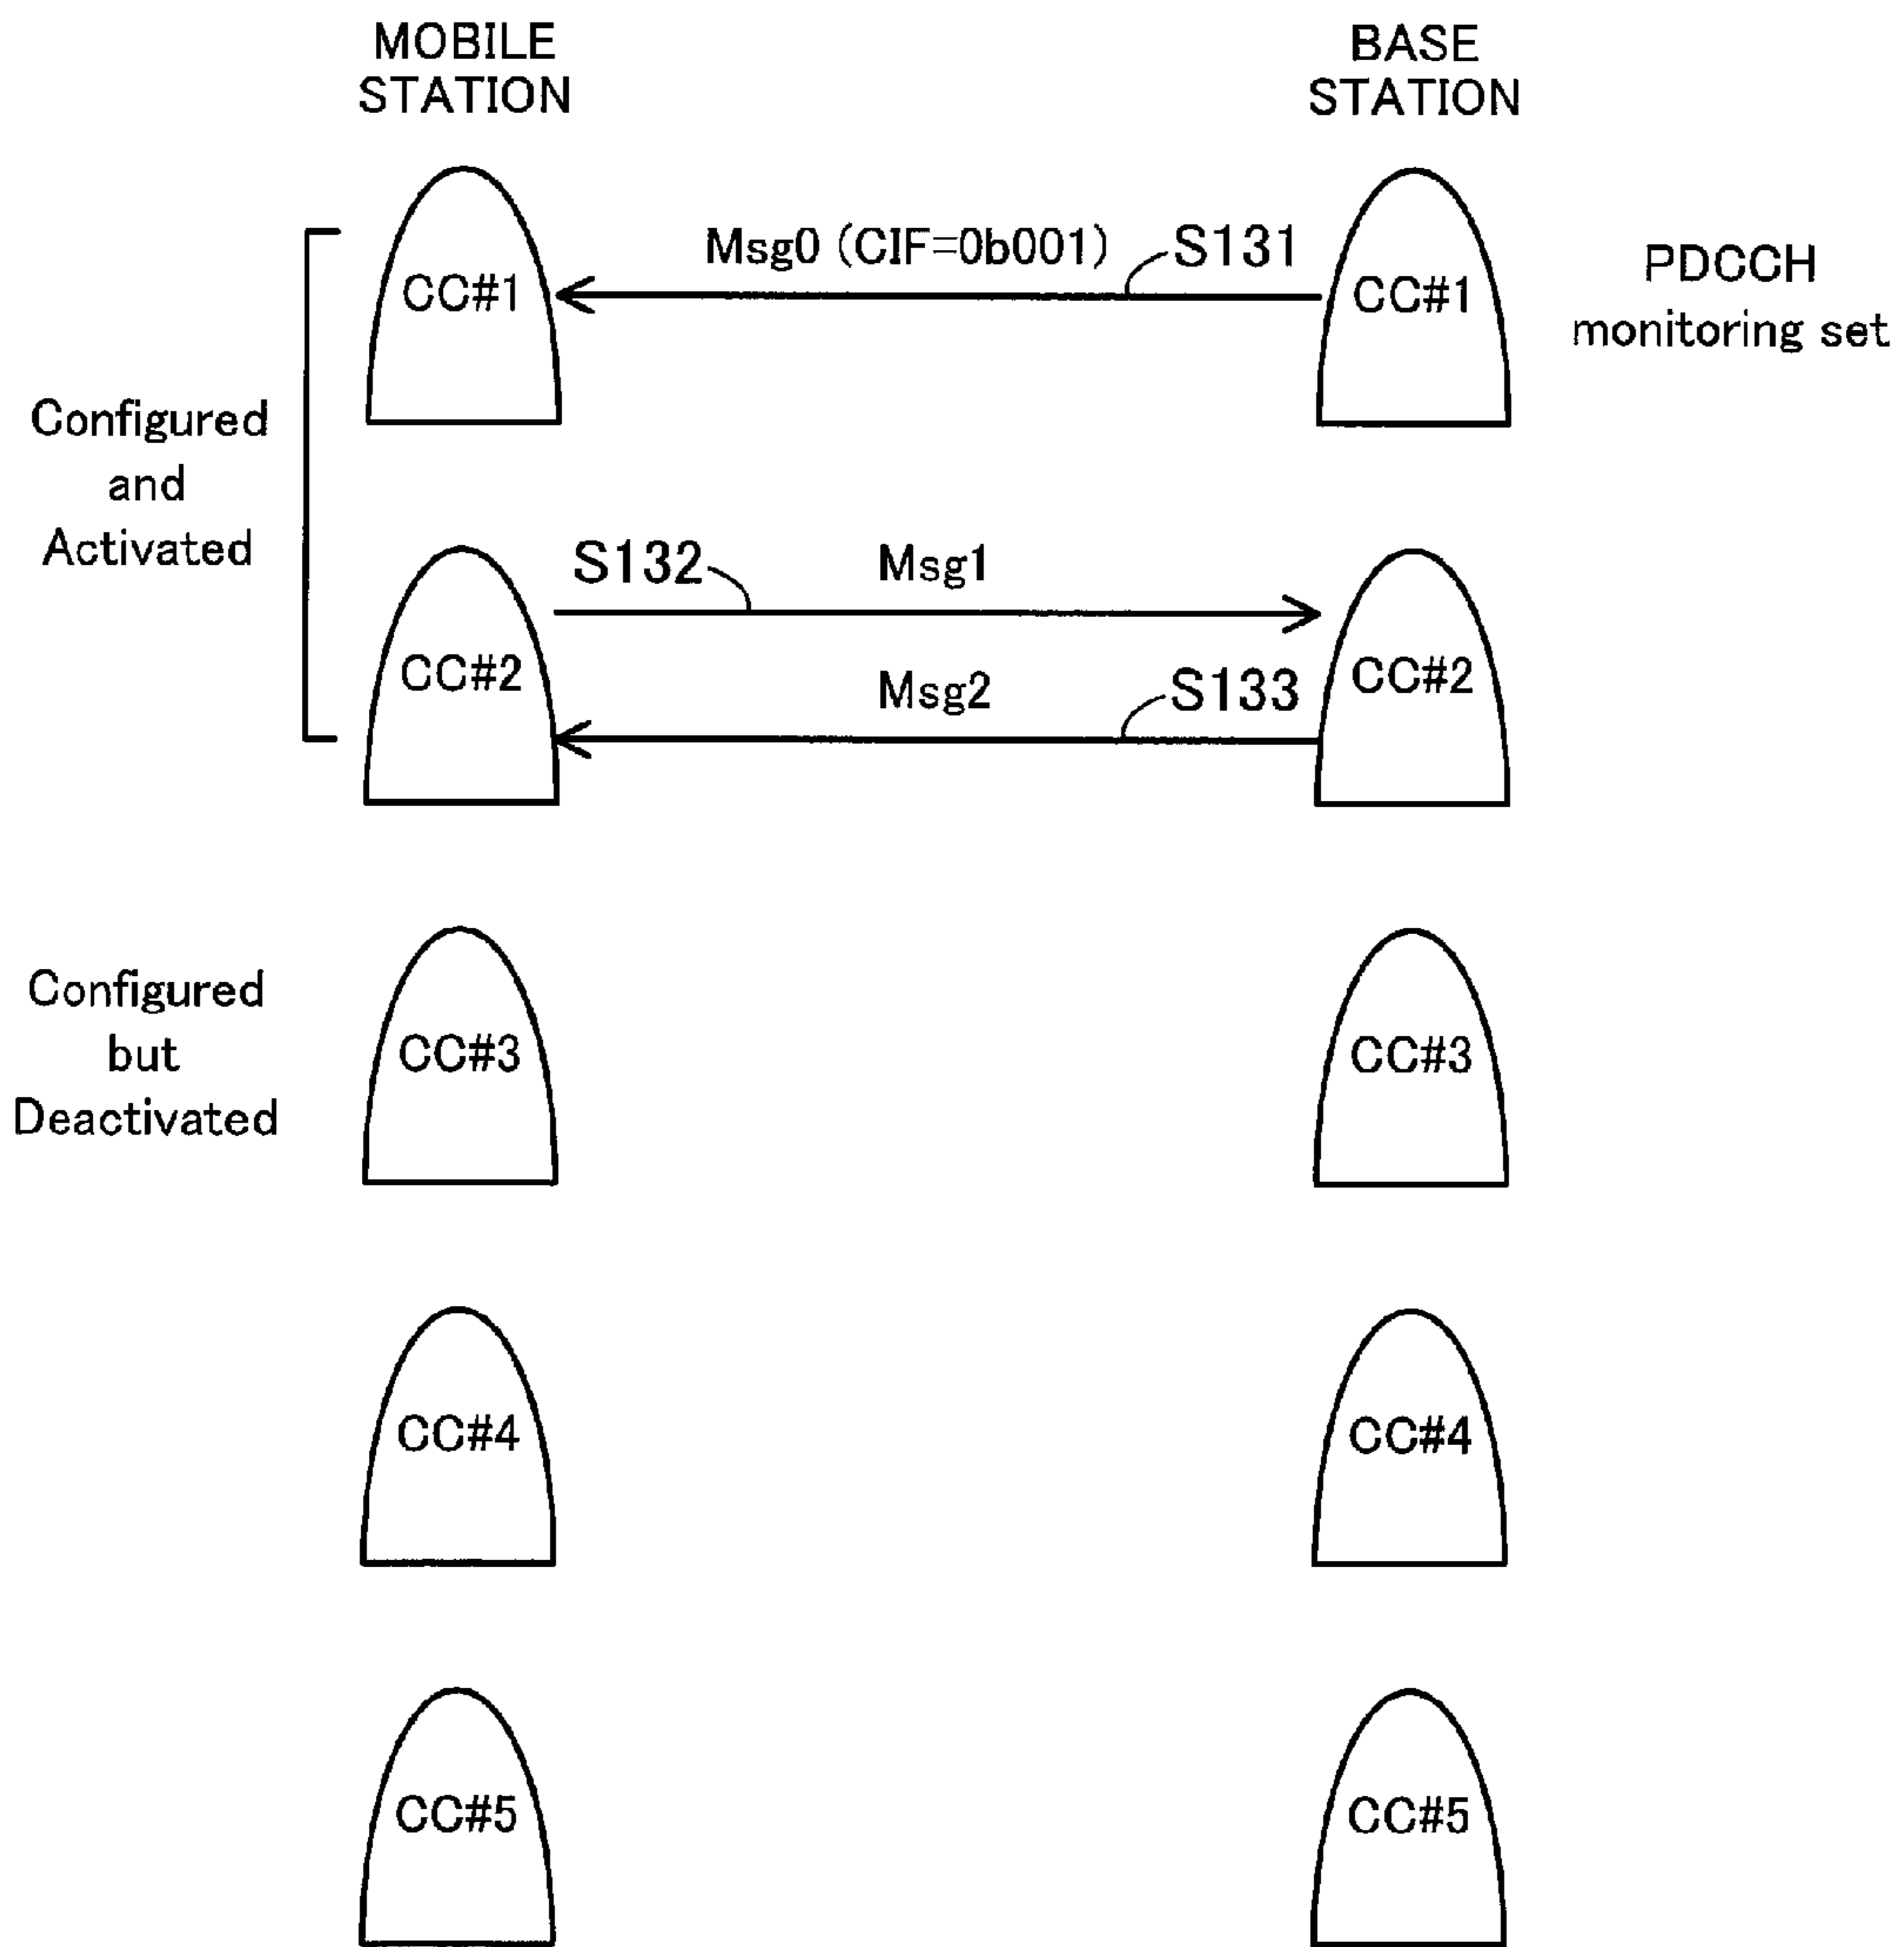 MOBILE
STATION
BASE
STATION
Msg0 (CIF=0b001)
S131
CC#1
CC#1
PDCCH
monitoring set
Configured
and
Activated
S132
Msg1
CC#2
CC#2
Msg2
S133
Configured
but
Deactivated
CC#3
CC#3
CC#4
CC#4
CC#5
CC#5